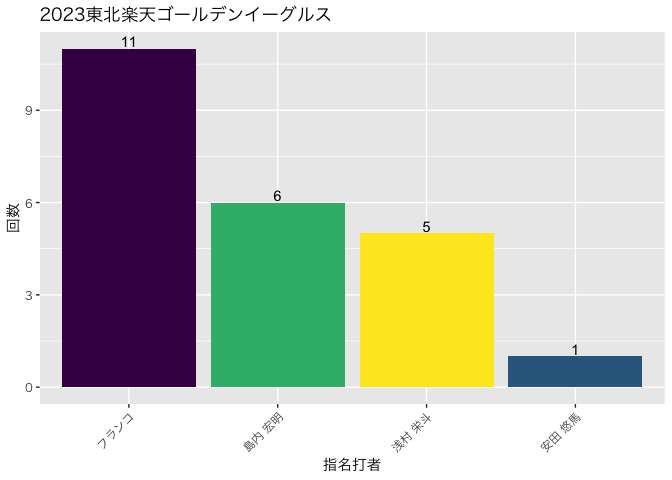 2023東北楽天ゴールデンイーグルス
11
6
5
1
9
6
3
0
回数
フランコ
島内 宏明
浅村 栄斗
安田 悠馬
指名打者